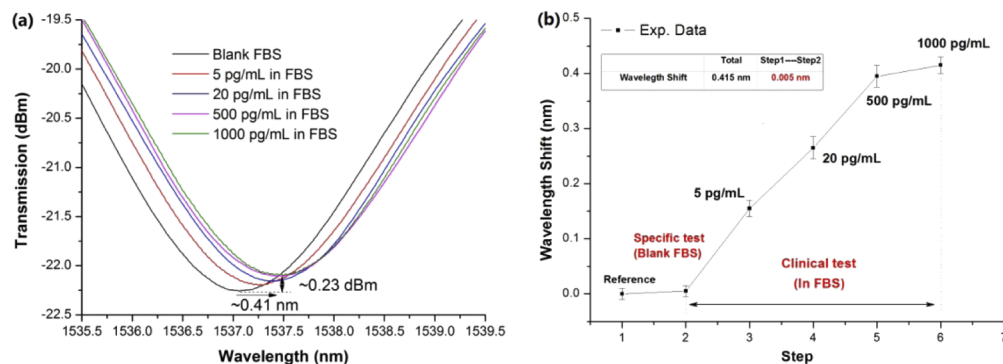 (a)
-19.5
-20.0
-20.5
-21.0
-21.5
-22.0
-22.5
Transmission (dBm)
Blank FBS
5 pg/mL in FBS
20 pg/mL in FBS
500 pg/mL in FBS
1000 pg/mL in FBS
~0.23 dBm
~0.41 nm
1535.5 1536.0 1536.5 1537.0 1537.5 1538.0 1538.5 1539.0 1539.5
Wavelength (nm)
(b)
0.5
0.4
0.3
0.2
0.1
0.0
Wavelength Shift (nm)
Exp. Data
Total Step1----Step2
Wavelegth Shift 0.415 nm 0.005 nm
1000 pg/mL
500 pg/mL
20 pg/mL
5 pg/mL
Specific test
(Blank FBS)
Clinical test
(In FBS)
Reference
1 2 3 4 5 6 7
Step